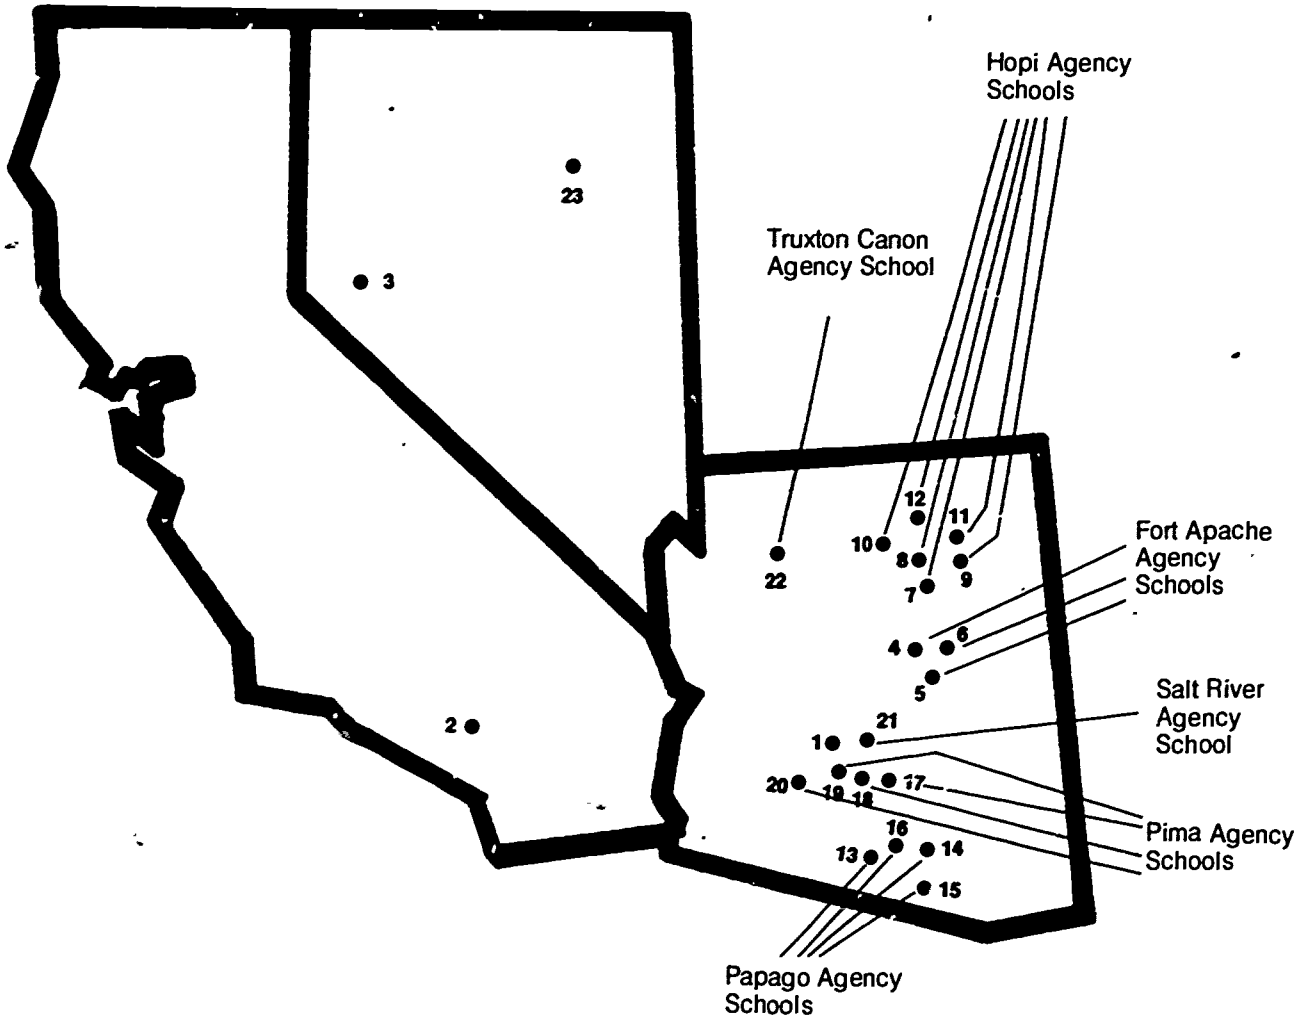 Hopi Agency
Schools
23
Truxton Canon
Agency School
3
12
11
10
8
9
22
7
Fort Apache
Agency
Schools
4
6
5
Salt River
Agency
School
2
1
21
20
19
18
17
Pima Agency
Schools
16
13
14
15
Papago Agency
Schools